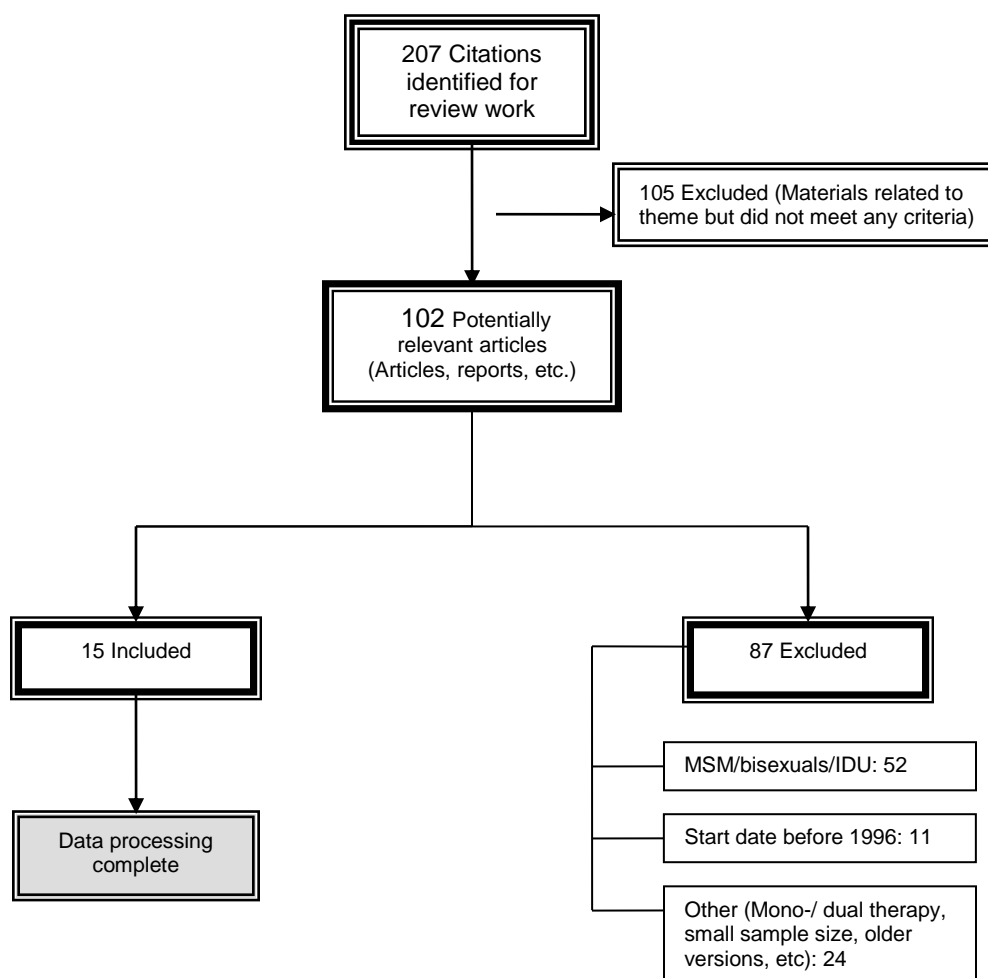 207 Citations
identified for
review work
105 Excluded (Materials related to
theme but did not meet any criteria)
102 Potentially
relevant articles
(Articles, reports, etc.)
15 Included
87 Excluded
MSM/bisexuals/IDU: 52
Data processing
complete
Start date before 1996: 11
Other (Mono-/ dual therapy,
small sample size, older
versions, etc): 24